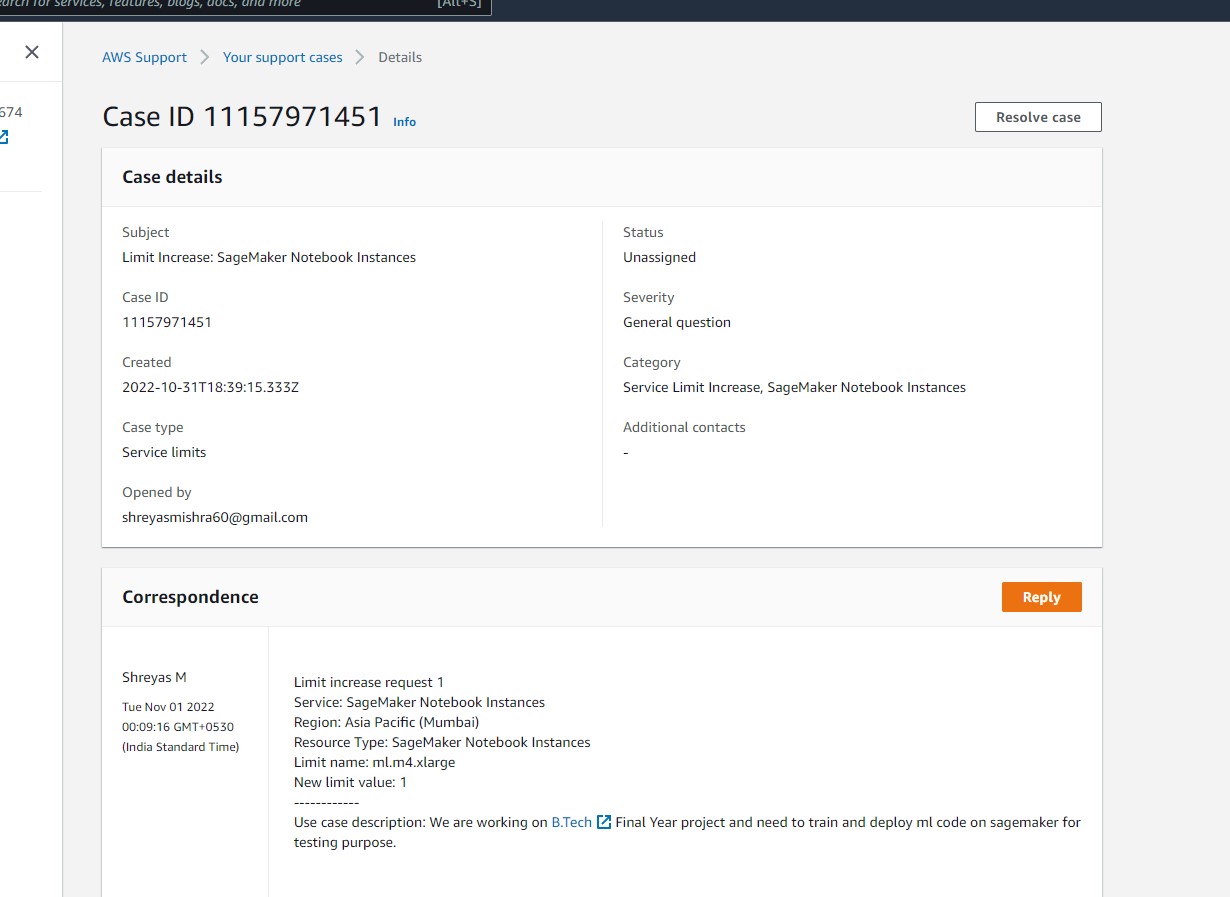 search for services, features, blogs, docs, and more [Alt+S]
674
AWS Support > Your support cases > Details
Case ID 11157971451 Info
Resolve case
Case details
Subject
Limit Increase: SageMaker Notebook Instances
Case ID
11157971451
Created
2022-10-31T18:39:15.333Z
Case type
Service limits
Opened by
shreyasmishra60@gmail.com
Status
Unassigned
Severity
General question
Category
Service Limit Increase, SageMaker Notebook Instances
Additional contacts
-
Correspondence
Reply
Shreyas M
Tue Nov 01 2022
00:09:16 GMT+0530
(India Standard Time)
Limit increase request 1
Service: SageMaker Notebook Instances
Region: Asia Pacific (Mumbai)
Resource Type: SageMaker Notebook Instances
Limit name: ml.m4.xlarge
New limit value: 1
------------
Use case description: We are working on B.Tech Final Year project and need to train and deploy ml code on sagemaker for
testing purpose.